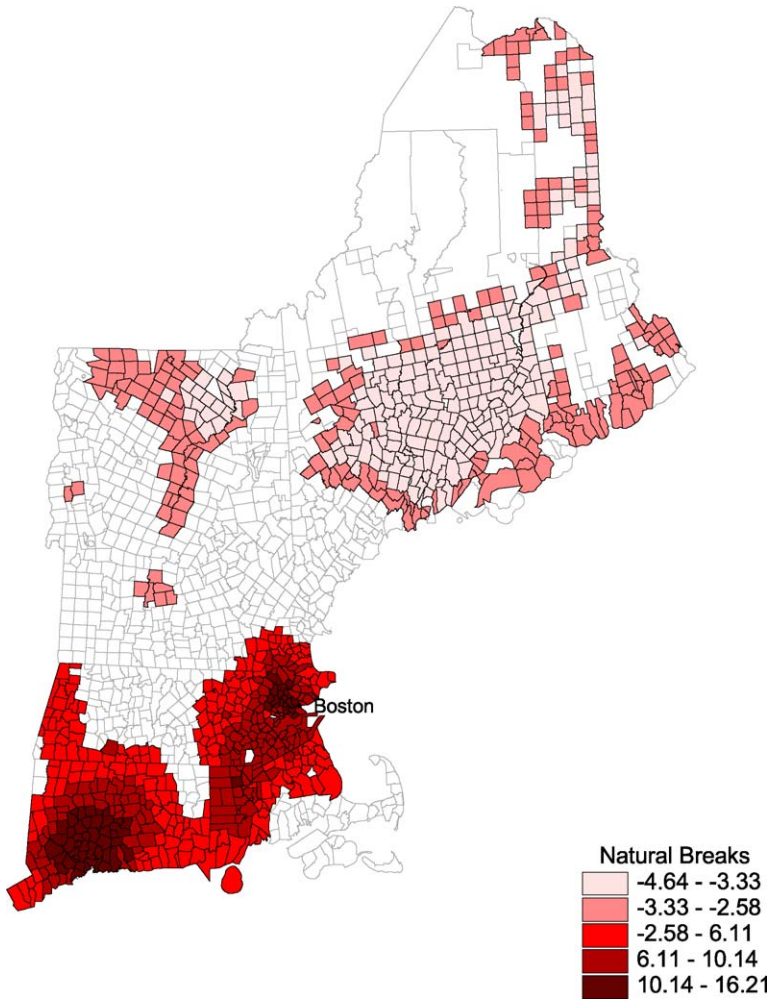 Boston
Natural Breaks
-4.64 - -3.33
-3.33 - -2.58
-2.58 - 6.11
6.11 - 10.14
10.14 - 16.21